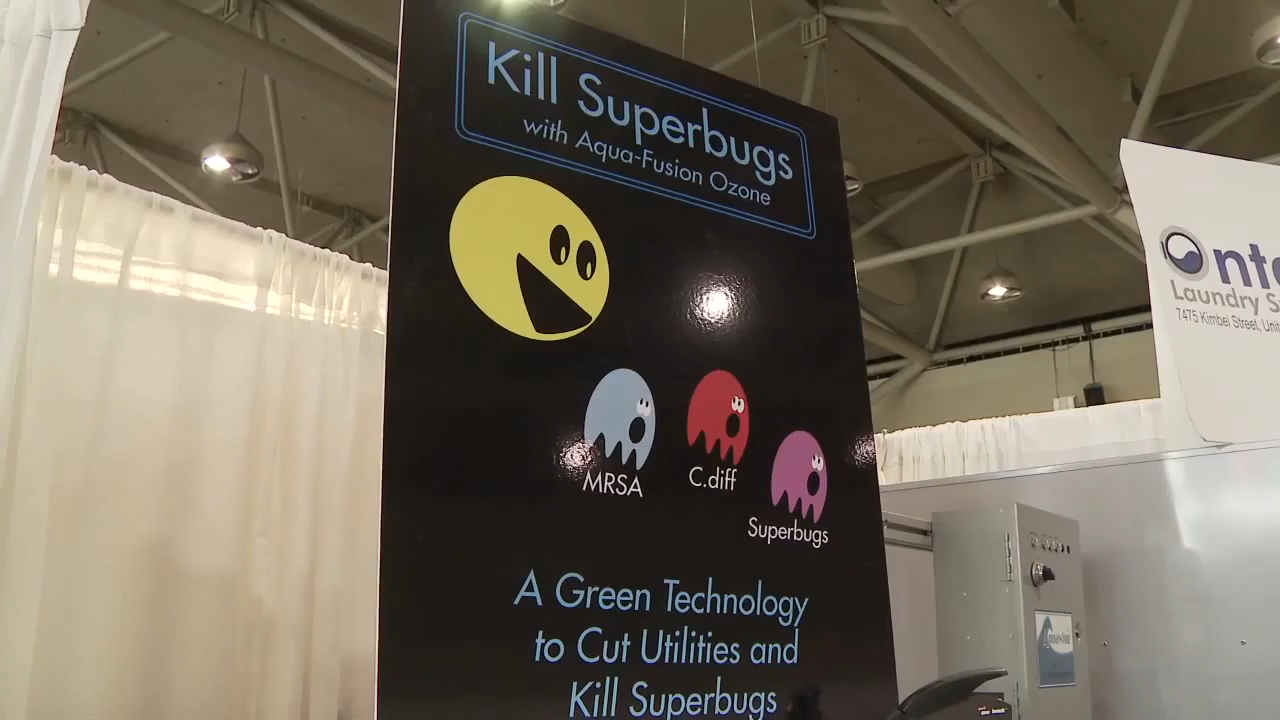 Kill Superbugs
with Aqua-Fusion Ozone
MRSA
C.diff
Superbugs
A Green Technology
to Cut Utilities and
Kill Superbugs
Laundry S
7475 Kimbel Street, Unit